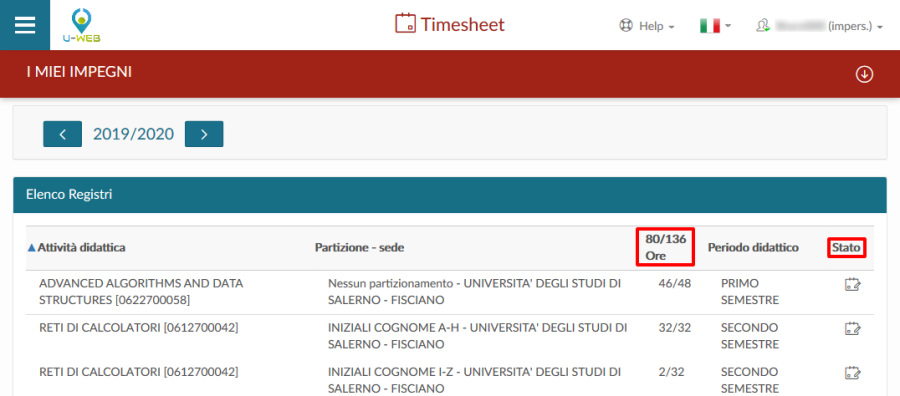 U-WEB
Timesheet
Help
(impers.)
I MIEI IMPEGNI
2019/2020
Elenco Registri
Attività didattica Partizione - sede 80/136 Ore Periodo didattico Stato
ADVANCED ALGORITHMS AND DATA
STRUCTURES [0622700058]
Nessun partizionamento - UNIVERSITA' DEGLI STUDI DI
SALERNO - FISCIANO
46/48
PRIMO
SEMESTRE
RETI DI CALCOLATORI [0612700042]
INIZIALI COGNOME A-H - UNIVERSITA' DEGLI STUDI DI
SALERNO - FISCIANO
32/32
SECONDO
SEMESTRE
RETI DI CALCOLATORI [0612700042]
INIZIALI COGNOME I-Z - UNIVERSITA' DEGLI STUDI DI
SALERNO - FISCIANO
2/32
SECONDO
SEMESTRE